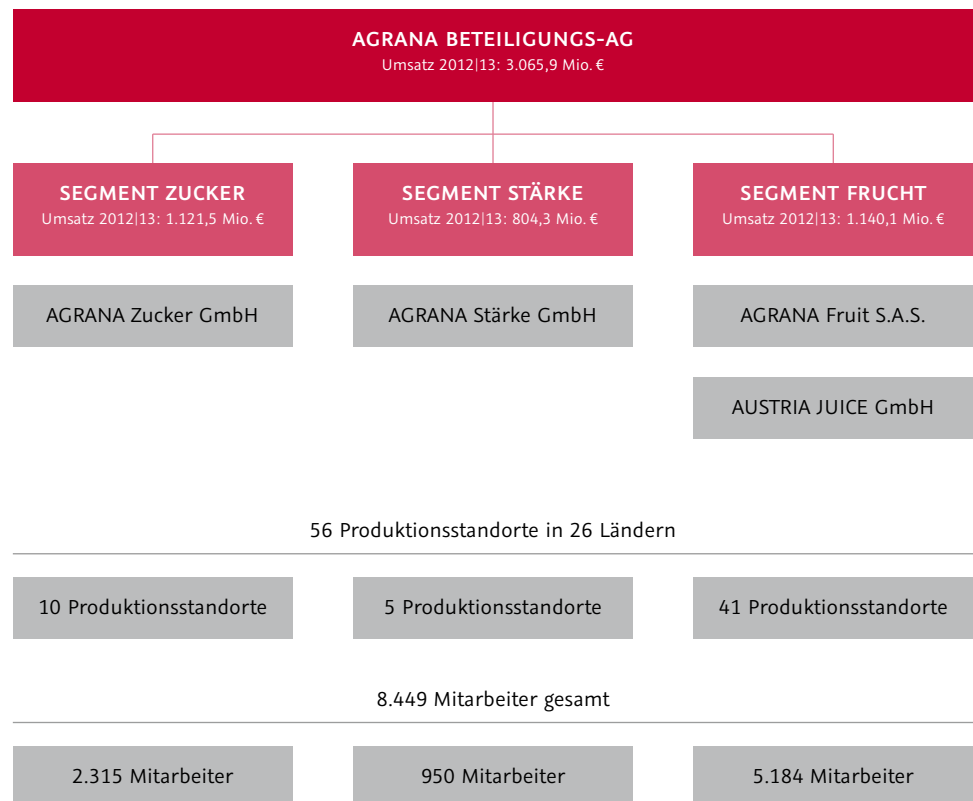 AGRANA BETEILIGUNGS-AG
Umsatz 2012|13: 3.065,9 Mio. €
SEGMENT ZUCKER
Umsatz 2012|13: 1.121,5 Mio. €
SEGMENT STÄRKE
Umsatz 2012|13: 804,3 Mio. €
SEGMENT FRUCHT
Umsatz 2012|13: 1.140,1 Mio. €
AGRANA Zucker GmbH
AGRANA Stärke GmbH
AGRANA Fruit S.A.S.
AUSTRIA JUICE GmbH
56 Produktionsstandorte in 26 Ländern
10 Produktionsstandorte
5 Produktionsstandorte
41 Produktionsstandorte
8.449 Mitarbeiter gesamt
2.315 Mitarbeiter
950 Mitarbeiter
5.184 Mitarbeiter